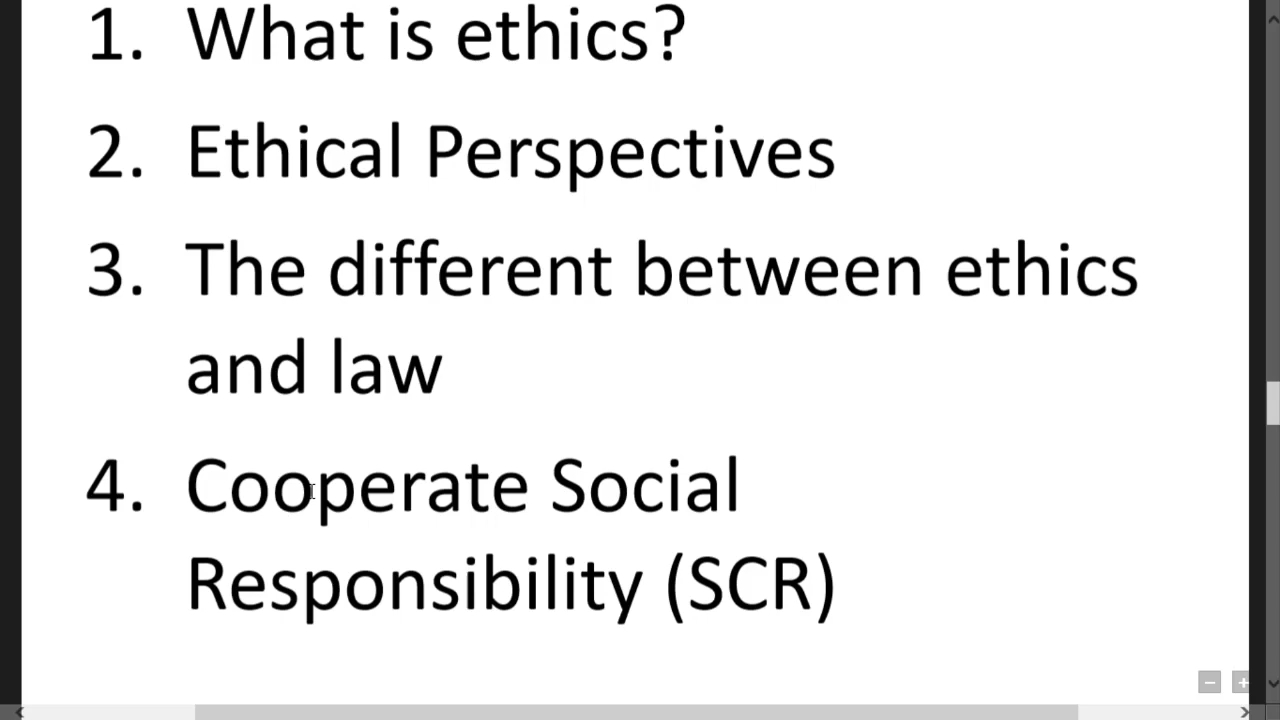 1. What is ethics?
2. Ethical Perspectives
3. The different between ethics
and law
4. Cooperate Social
Responsibility (SCR)